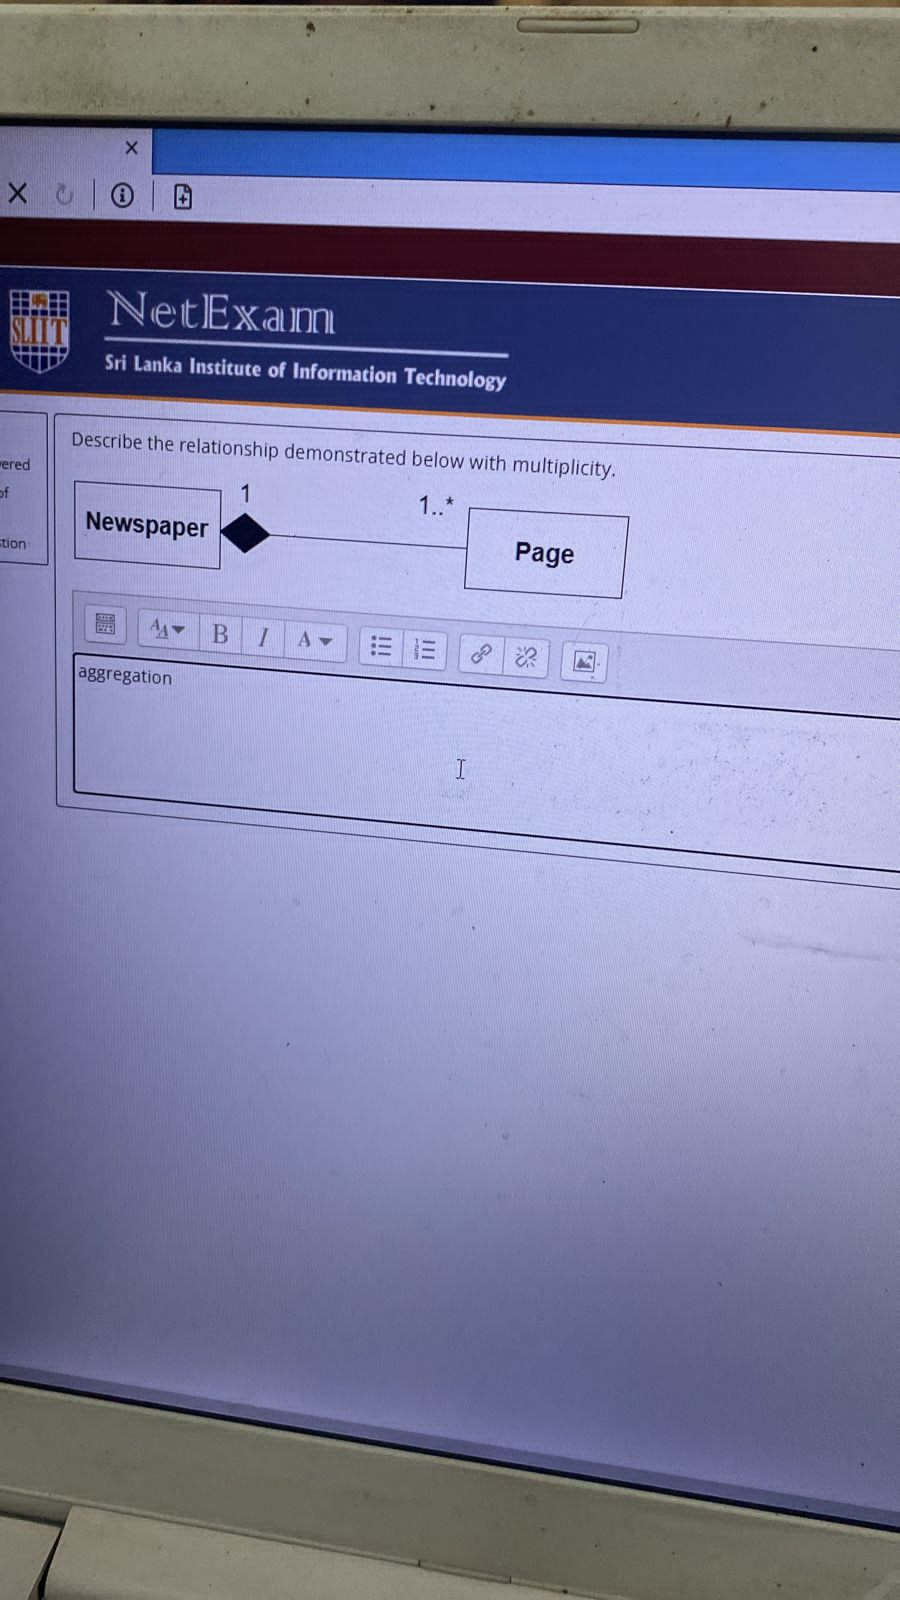 SLIIT
NetExam
Sri Lanka Institute of Information Technology
ered
of
tion
Describe the relationship demonstrated below with multiplicity.
1
1..*
Newspaper
Page
B I A
aggregation